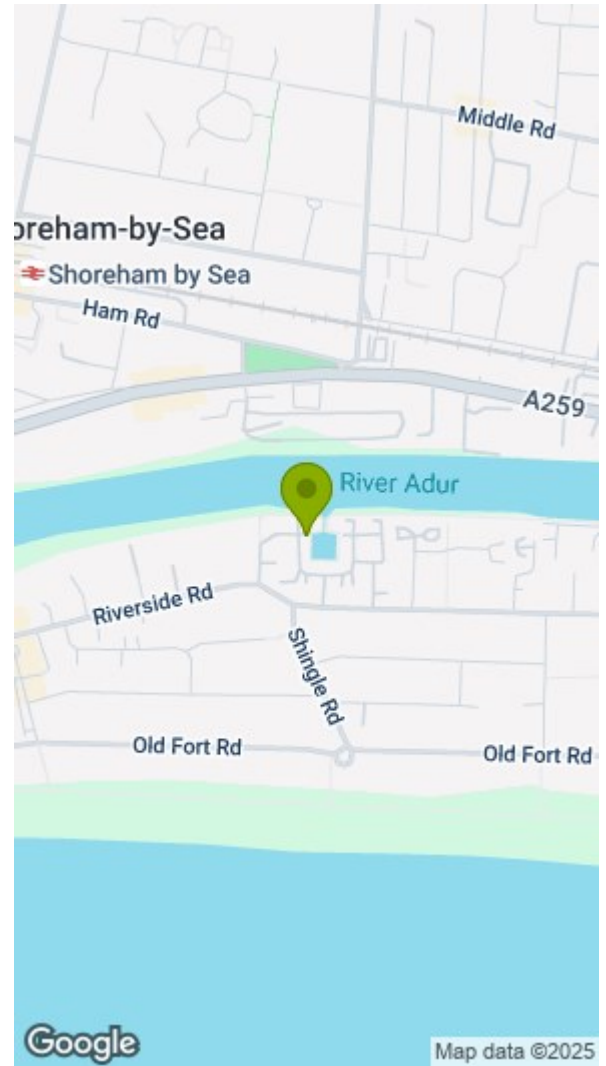 Middle Rd
oreham-by-Sea
Shoreham by Sea
Ham Rd
A259
River Adur
Riverside Rd
Shingle Rd
Old Fort Rd
Old Fort Rd
Google
Map data ©2025